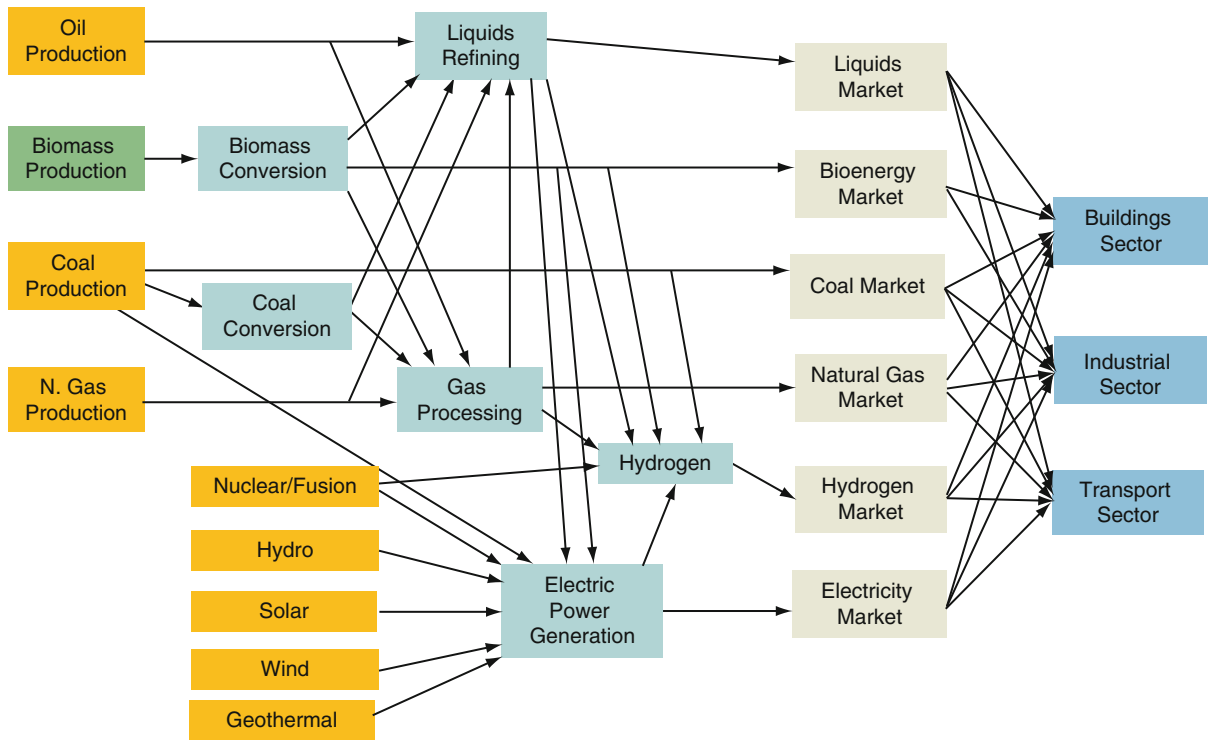 Oil
Production
Liquids
Refining
Liquids
Market
Biomass
Production
Biomass
Conversion
Bioenergy
Market
Buildings
Sector
Coal
Production
Coal
Conversion
Coal Market
N. Gas
Production
Gas
Processing
Natural Gas
Market
Industrial
Sector
Nuclear/Fusion
Hydrogen
Hydrogen
Market
Transport
Sector
Hydro
Solar
Wind
Geothermal
Electric
Power
Generation
Electricity
Market